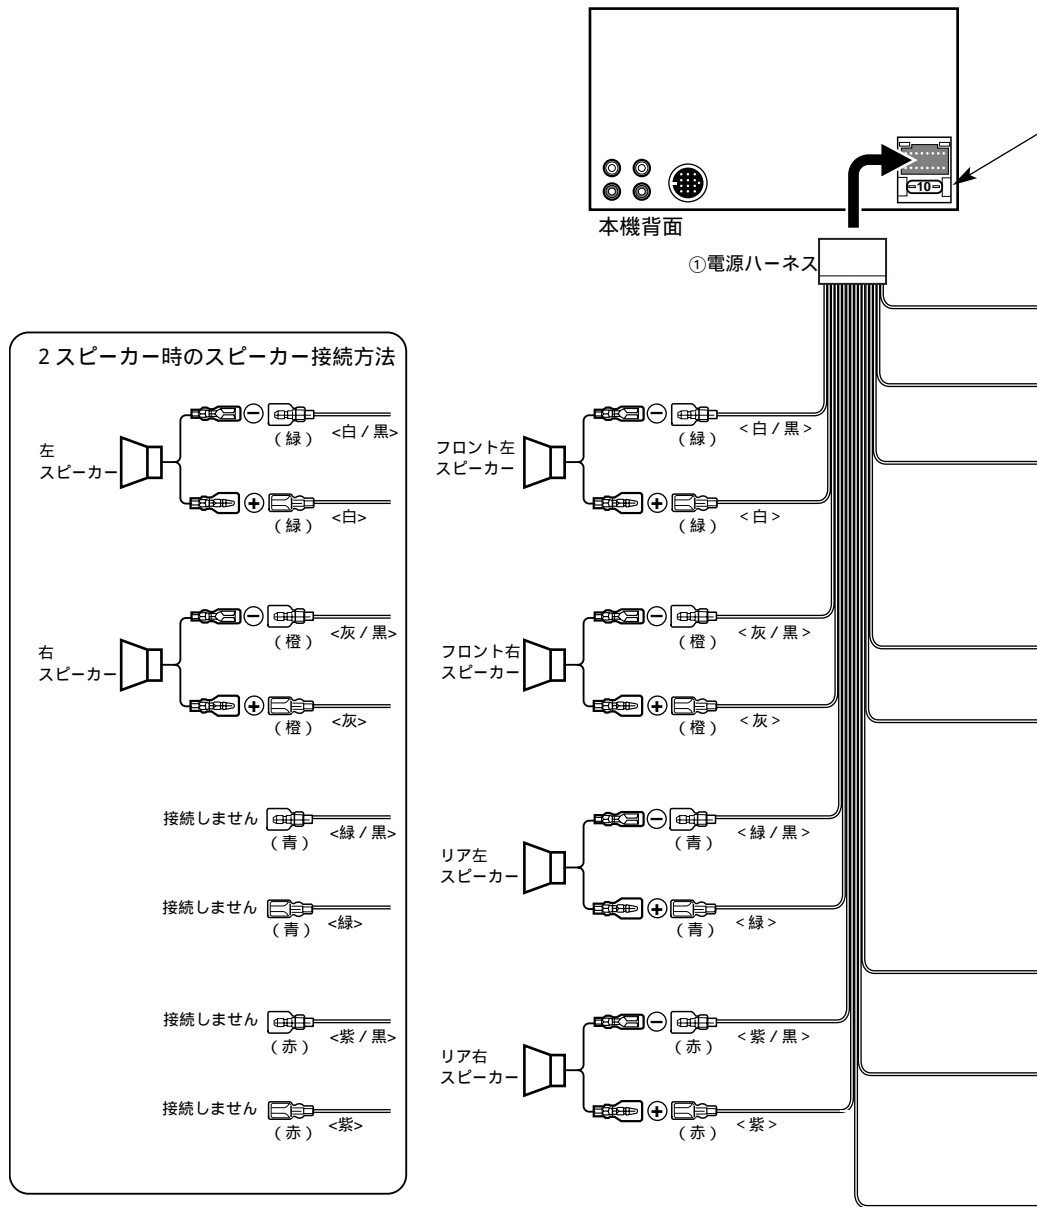 -10-
本機背面
①電源ハーネス
2 スピーカー時のスピーカー接続方法
左
スピーカー
－
（緑）
<白 / 黒>
＋
（緑）
<白>
右
スピーカー
－
（橙）
<灰 / 黒>
＋
（橙）
<灰>
接続しません
（青）
<緑 / 黒>
接続しません
（青）
<緑>
接続しません
（赤）
<紫 / 黒>
接続しません
（赤）
<紫>
フロント左
スピーカー
－
（緑）
<白 / 黒>
＋
（緑）
<白>
フロント右
スピーカー
－
（橙）
<灰 / 黒>
＋
（橙）
<灰>
リア左
スピーカー
－
（青）
<緑 / 黒>
＋
（青）
<緑>
リア右
スピーカー
－
（赤）
<紫 / 黒>
＋
（赤）
<紫>